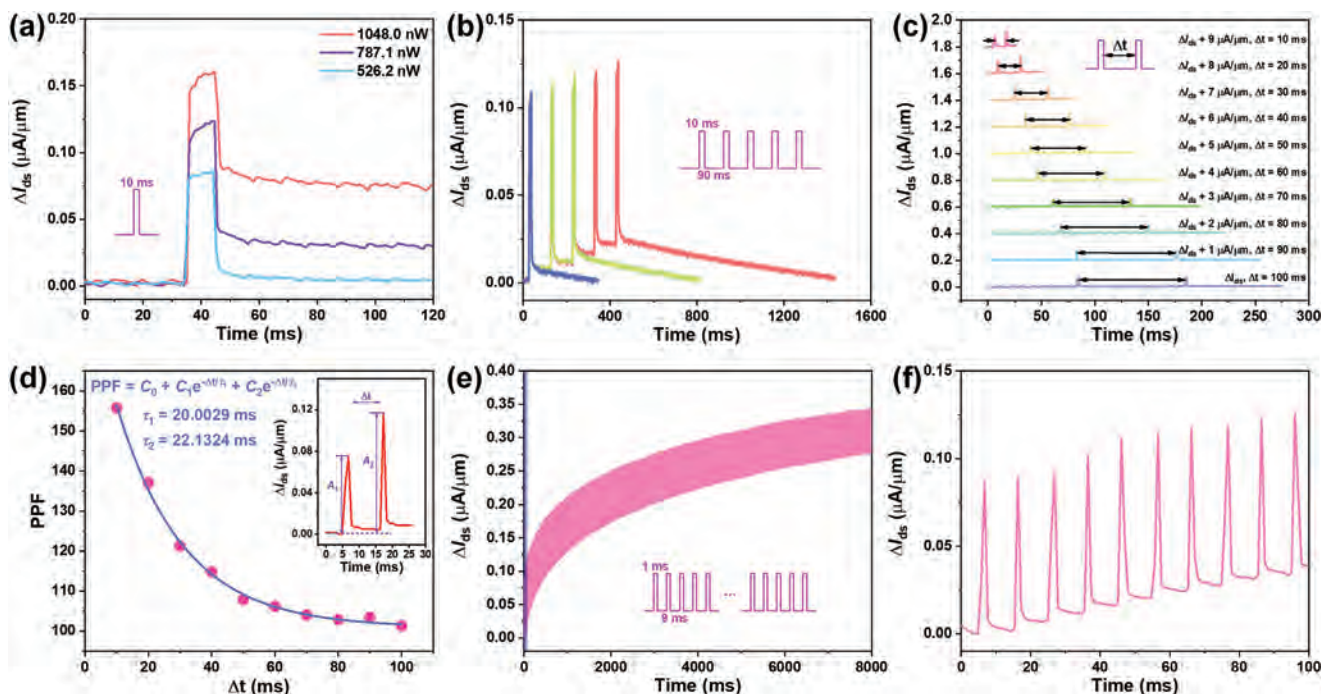 (a)
0.20
0.15
0.10
0.05
0.00
ΔIds (μA/μm)
1048.0 nW
787.1 nW
526.2 nW
10 ms
0 20 40 60 80 100 120
Time (ms)
(b)
0.15
0.10
0.05
0.00
ΔIds (μA/μm)
10 ms
90 ms
0 400 800 1200 1600
Time (ms)
(c)
2.0
1.8
1.6
1.4
1.2
1.0
0.8
0.6
0.4
0.2
0.0
ΔIds (μA/μm)
Δt
ΔIds + 9 μA/μm, Δt = 10 ms
ΔIds + 8 μA/μm, Δt = 20 ms
ΔIds + 7 μA/μm, Δt = 30 ms
ΔIds + 6 μA/μm, Δt = 40 ms
ΔIds + 5 μA/μm, Δt = 50 ms
ΔIds + 4 μA/μm, Δt = 60 ms
ΔIds + 3 μA/μm, Δt = 70 ms
ΔIds + 2 μA/μm, Δt = 80 ms
ΔIds + 1 μA/μm, Δt = 90 ms
ΔIds, Δt = 100 ms
0 50 100 150 200 250 300
Time (ms)
(d)
160
150
140
130
120
110
100
PPF
PPF = C0 + C1e-Δt/τ1 + C2e-Δt/τ2
τ1 = 20.0029 ms
τ2 = 22.1324 ms
0.12
0.08
0.04
0.00
ΔIds (μA/μm)
Δt
A1
A2
0 5 10 15 20 25 30
Time (ms)
0 20 40 60 80 100
Δt (ms)
(e)
0.40
0.35
0.30
0.25
0.20
0.15
0.10
0.05
0.00
ΔIds (μA/μm)
1 ms
...
9 ms
0 2000 4000 6000 8000
Time (ms)
(f)
0.15
0.10
0.05
0.00
ΔIds (μA/μm)
0 20 40 60 80 100
Time (ms)